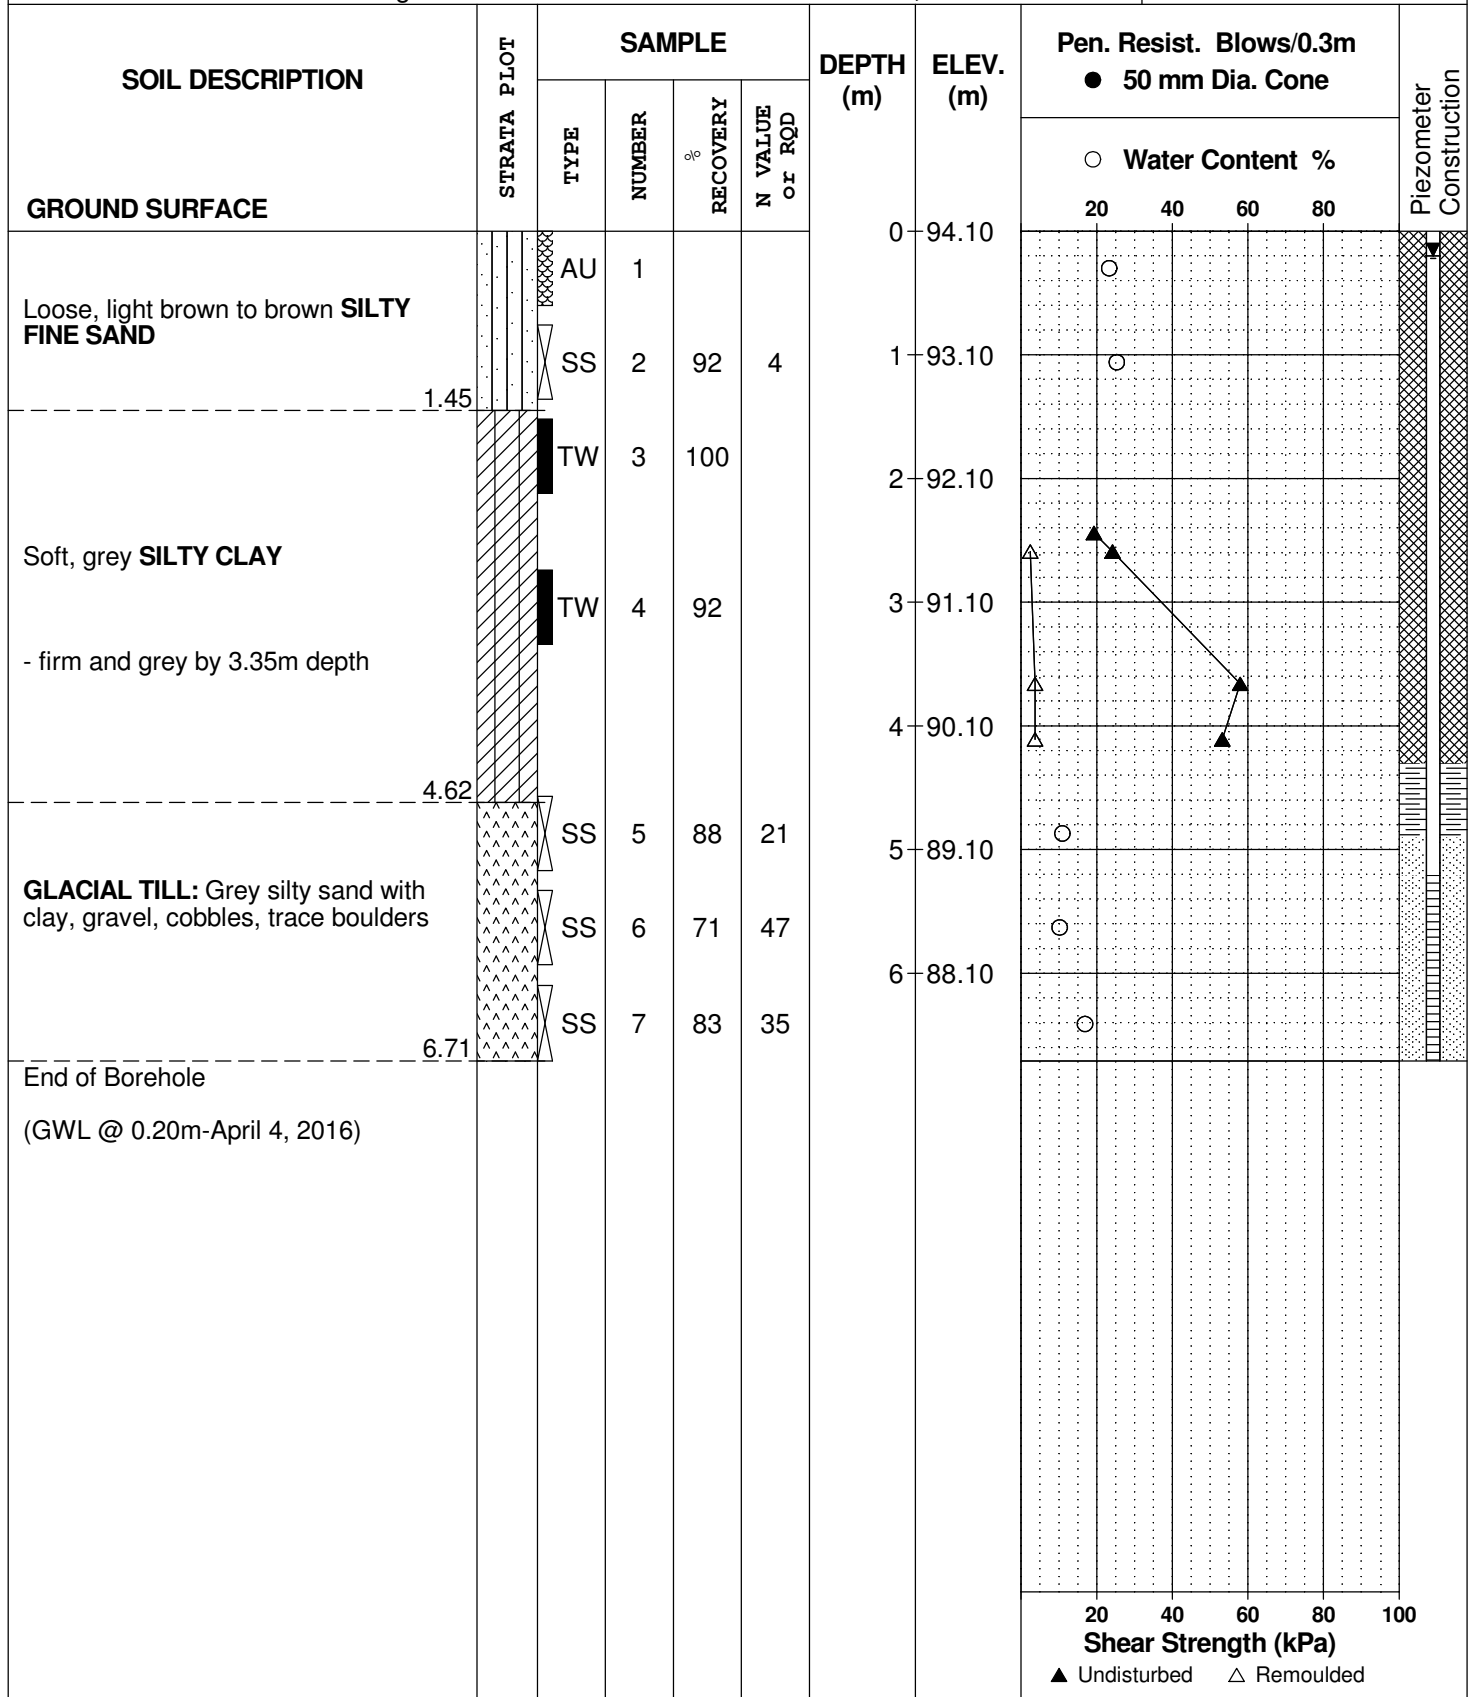 SOIL DESCRIPTION
GROUND SURFACE
STRATA PLOT
SAMPLE
TYPE
NUMBER
%
RECOVERY
N VALUE
or RQD
DEPTH
(m)
ELEV.
(m)
Pen. Resist. Blows/0.3m
● 50 mm Dia. Cone
○ Water Content %
20 40 60 80
Piezometer
Construction
0 94.10
AU 1
Loose, light brown to brown SILTY
FINE SAND
SS 2 92 4
1 93.10
1.45
TW 3 100
2 92.10
Soft, grey SILTY CLAY
TW 4 92
3 91.10
- firm and grey by 3.35m depth
4 90.10
4.62
SS 5 88 21
5 89.10
GLACIAL TILL: Grey silty sand with
clay, gravel, cobbles, trace boulders
SS 6 71 47
6 88.10
SS 7 83 35
6.71
End of Borehole
(GWL @ 0.20m-April 4, 2016)
20 40 60 80 100
Shear Strength (kPa)
▲ Undisturbed △ Remoulded